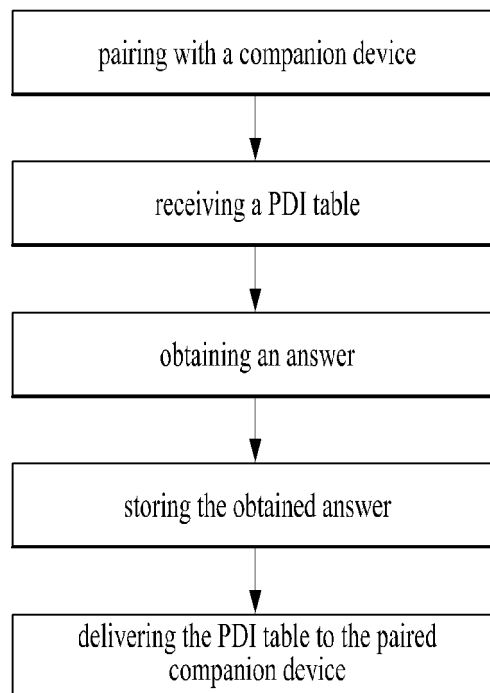 pairing with a companion device
receiving a PDI table
obtaining an answer
storing the obtained answer
delivering the PDI table to the paired
companion device